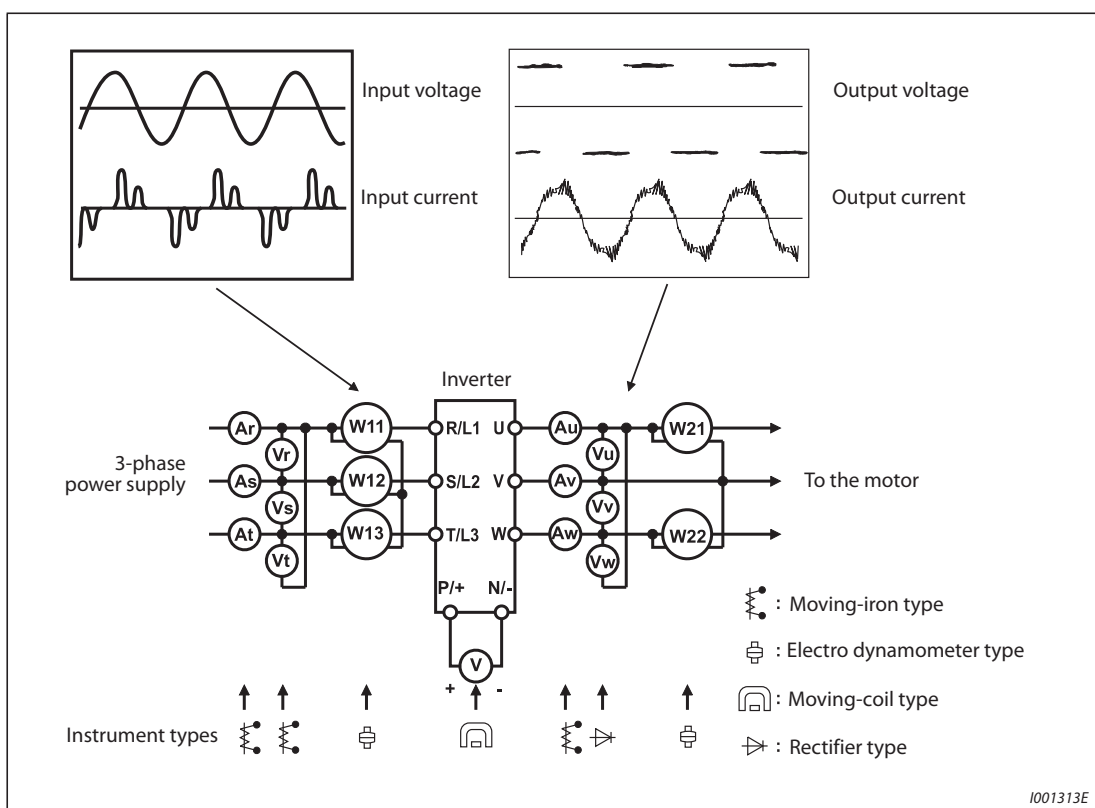 Input voltage
Output voltage
Input current
Output current
Inverter
Ar
W11
R/L1
U
Au
W21
Vr
Vu
3-phase
power supply
As
W12
S/L2
V
Av
To the motor
Vs
Vv
At
W13
T/L3
W
Aw
W22
Vt
Vw
P/+
N/-
: Moving-iron type
V
: Electro dynamometer type
+
-
: Moving-coil type
Instrument types
: Rectifier type
I001313E